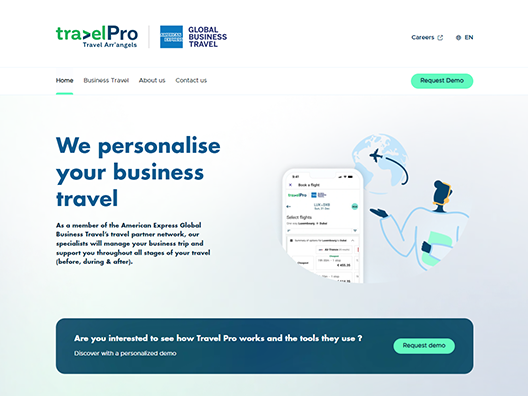 travelPro
Travel Arr'angels
AMERICAN EXPRESS
GLOBAL
BUSINESS
TRAVEL
Careers
EN
Home
Business Travel
About us
Contact us
Request Demo
We personalise
your business
travel
As a member of the American Express Global
Business Travel's travel partner network, our
specialists will manage your business trip and
support you throughout all stages of your travel
(before, during & after).
Book a flight
travelPro
Select flights
Are you interested to see how Travel Pro works and the tools they use ?
Discover with a personalized demo
Request demo